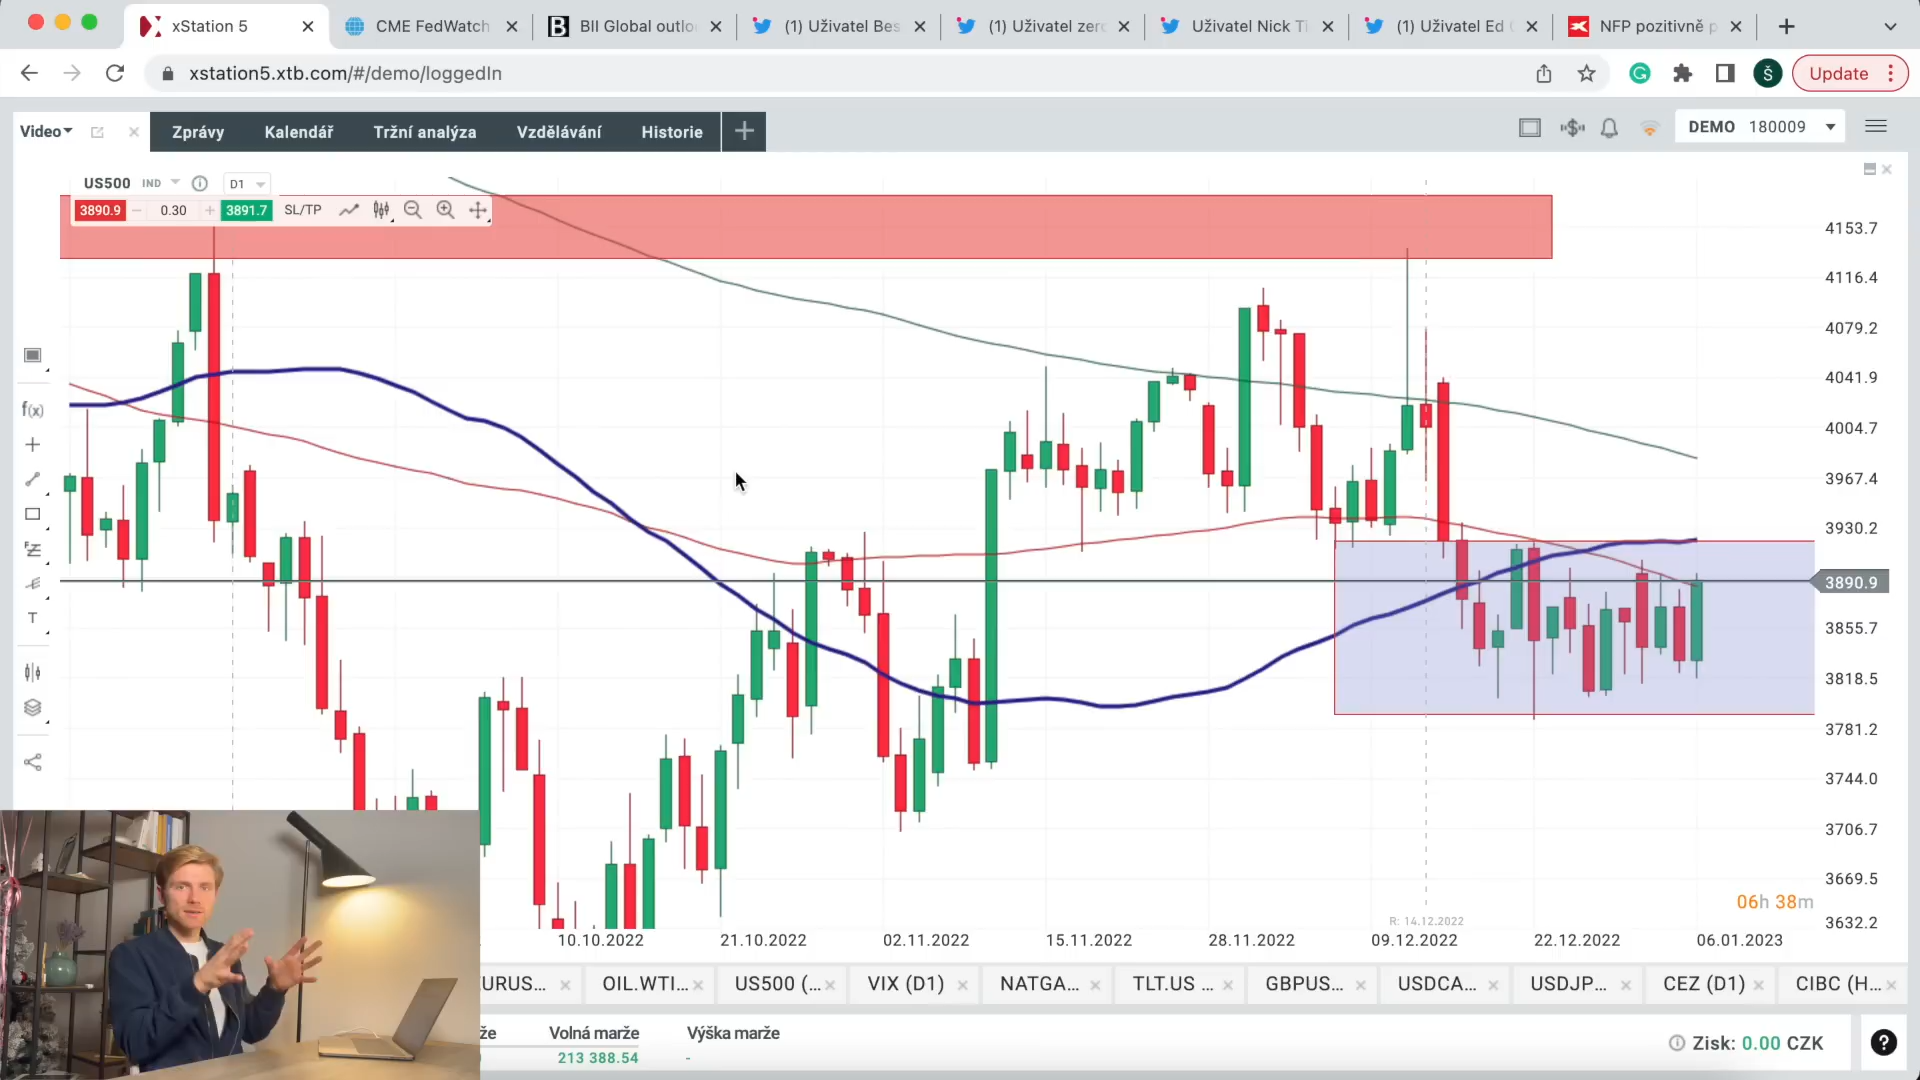 xStation 5
CME FedWatch
BII Global outlo
(1) Uživatel Bes
(1) Uživatel zero
Uživatel Nick Ti
(1) Uživatel Ed
NFP pozitivně p
xstation5.xtb.com/#/demo/loggedIn
Š
Update
Video
Zprávy
Kalendář
Tržní analýza
Vzdělávání
Historie
DEMO 180009
US500 IND
D1
3890.9
0.30
3891.7
SL/TP
f(x)
T
4153.7
4116.4
4079.2
4041.9
4004.7
3967.4
3930.2
3890.9
3855.7
3818.5
3781.2
3744.0
3706.7
3669.5
3632.2
06h 38m
R: 14.12.2022
10.10.2022
21.10.2022
02.11.2022
15.11.2022
28.11.2022
09.12.2022
22.12.2022
06.01.2023
URUS...
OIL.WTI...
US500 (...
VIX (D1)
NATGA...
TLT.US ...
GBPUS...
USDCA...
USDJP...
CEZ (D1)
CIBC (H...
že
Volná marže
Výška marže
213 388.54
-
Zisk: 0.00 CZK
?